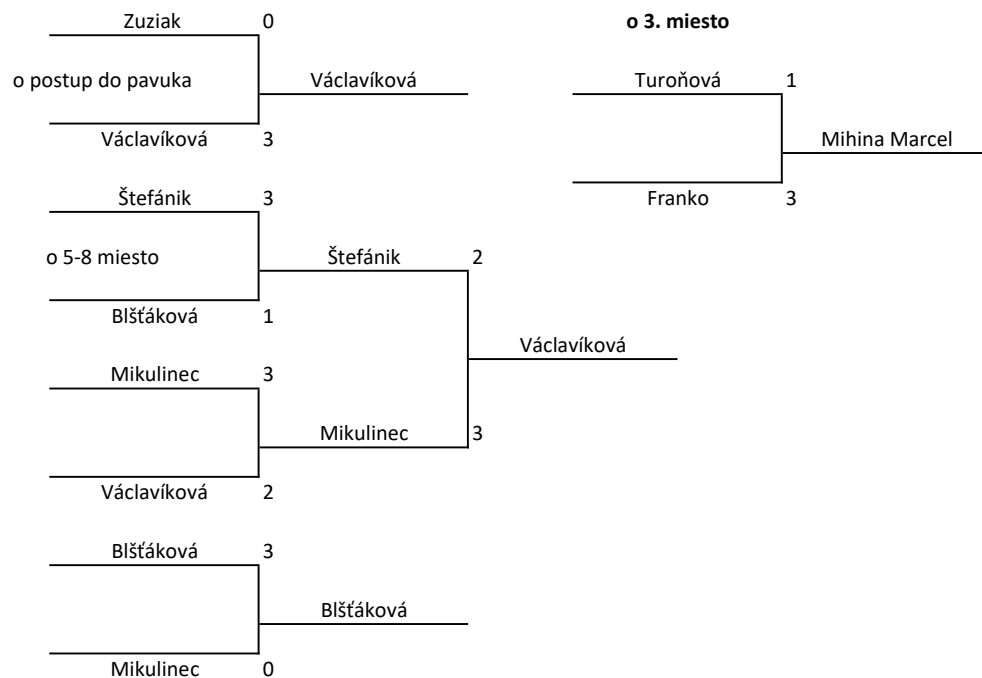 Zuziak 0 o 3. miesto
o postup do pavuka Václavíková Turoňová 1
Václavíková 3 Mihina Marcel
Štefánik 3 Franko 3
o 5-8 miesto Štefánik 2
Blšťáková 1
Václavíková
Mikulinec 3
Mikulinec 3
Václavíková 2
Blšťáková 3
Blšťáková
Mikulinec 0